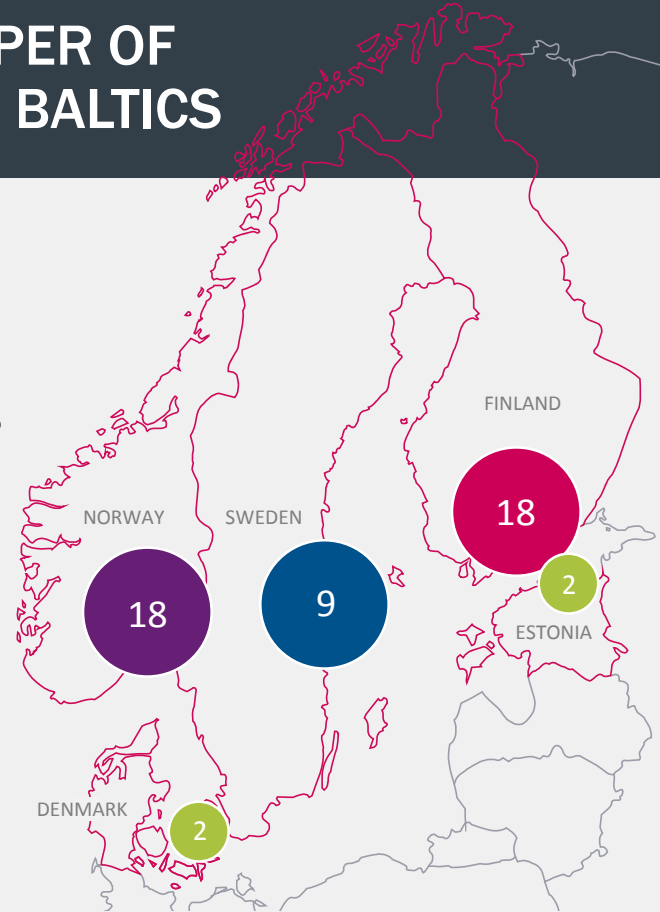 PER OF
BALTICS
FINLAND
18
NORWAY
SWEDEN
18
9
2
ESTONIA
DENMARK
2